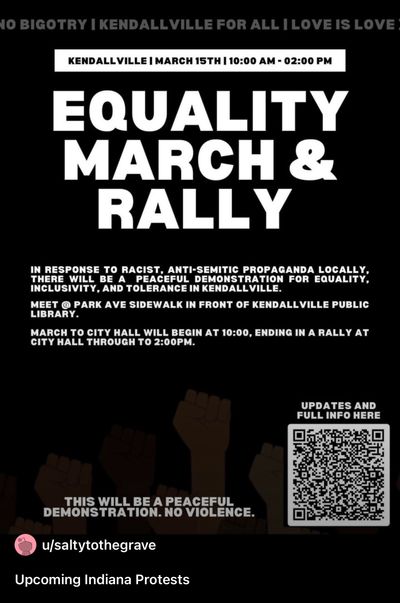 NO BIGOTRY | KENDALLVILLE FOR ALL | LOVE IS LOVE
KENDALLVILLE | MARCH 15TH | 10:00 AM - 02:00 PM
EQUALITY
MARCH &
RALLY
IN RESPONSE TO RACIST, ANTI-SEMITIC PROPAGANDA LOCALLY,
THERE WILL BE A PEACEFUL DEMONSTRATION FOR EQUALITY,
INCLUSIVITY, AND TOLERANCE IN KENDALLVILLE.
MEET @ PARK AVE SIDEWALK IN FRONT OF KENDALLVILLE PUBLIC
LIBRARY.
MARCH TO CITY HALL WILL BEGIN AT 10:00, ENDING IN A RALLY AT
CITY HALL THROUGH TO 2:00PM.
UPDATES AND
FULL INFO HERE
THIS WILL BE A PEACEFUL
DEMONSTRATION. NO VIOLENCE.
u/saltytothegrave
Upcoming Indiana Protests